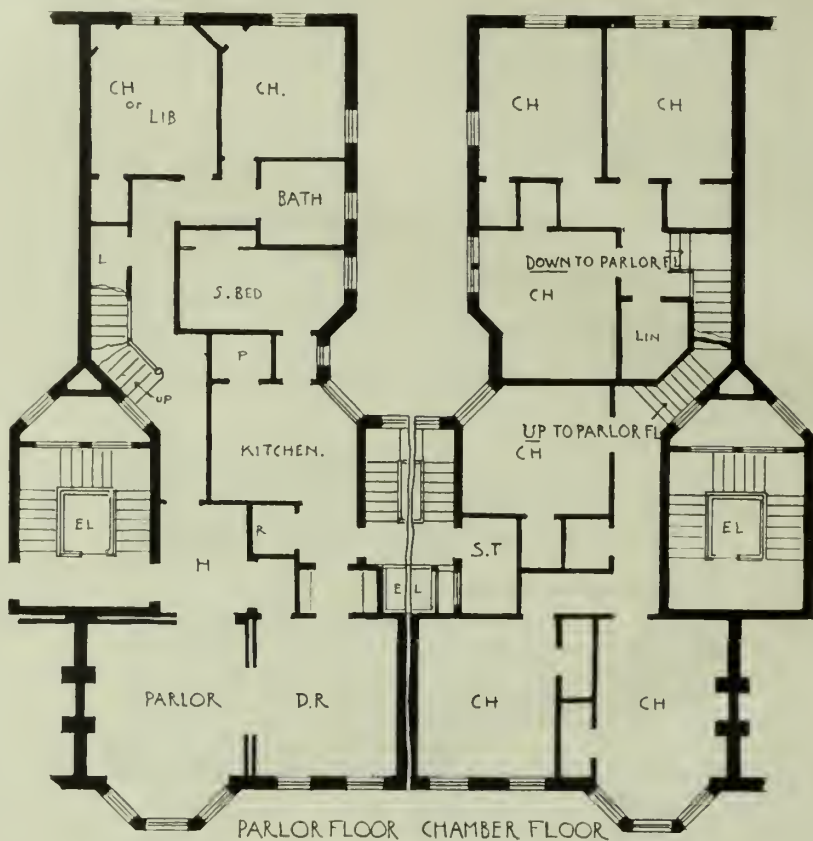 CH
or LIB
CH.
BATH
L
S. BED
P
UP
KITCHEN.
EL
R
H
EL
PARLOR
D.R
PARLOR FLOOR
CH
CH
DOWN TO PARLOR FL
CH
LIN
UP TO PARLOR FL
CH
S.T
EL
CH
CH
CHAMBER FLOOR